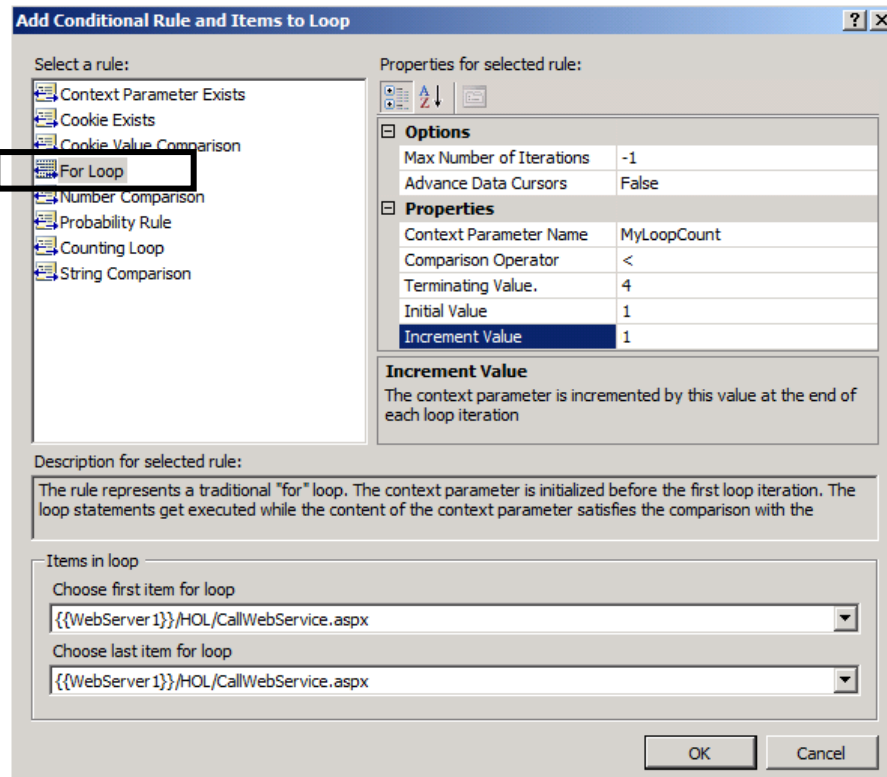 Add Conditional Rule and Items to Loop
Select a rule:
Context Parameter Exists
Cookie Exists
Cookie Value Comparison
For Loop
Number Comparison
Probability Rule
Counting Loop
String Comparison
Properties for selected rule:
Options
Max Number of Iterations -1
Advance Data Cursors False
Properties
Context Parameter Name MyLoopCount
Comparison Operator <
Terminating Value. 4
Initial Value 1
Increment Value 1
Increment Value
The context parameter is incremented by this value at the end of
each loop iteration
Description for selected rule:
The rule represents a traditional "for" loop. The context parameter is initialized before the first loop iteration. The
loop statements get executed while the content of the context parameter satisfies the comparison with the
Items in loop
Choose first item for loop
{{WebServer1}}/HOL/CallWebService.aspx
Choose last item for loop
{{WebServer1}}/HOL/CallWebService.aspx
OK Cancel